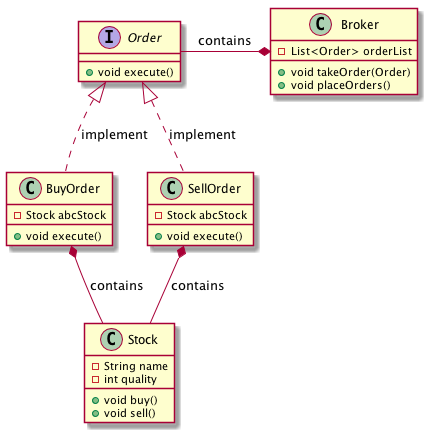 I Order
void execute()
contains
C Broker
List<Order> orderList
void takeOrder(Order)
void placeOrders()
implement
implement
C BuyOrder
Stock abcStock
void execute()
C SellOrder
Stock abcStock
void execute()
contains
contains
C Stock
String name
int quality
void buy()
void sell()